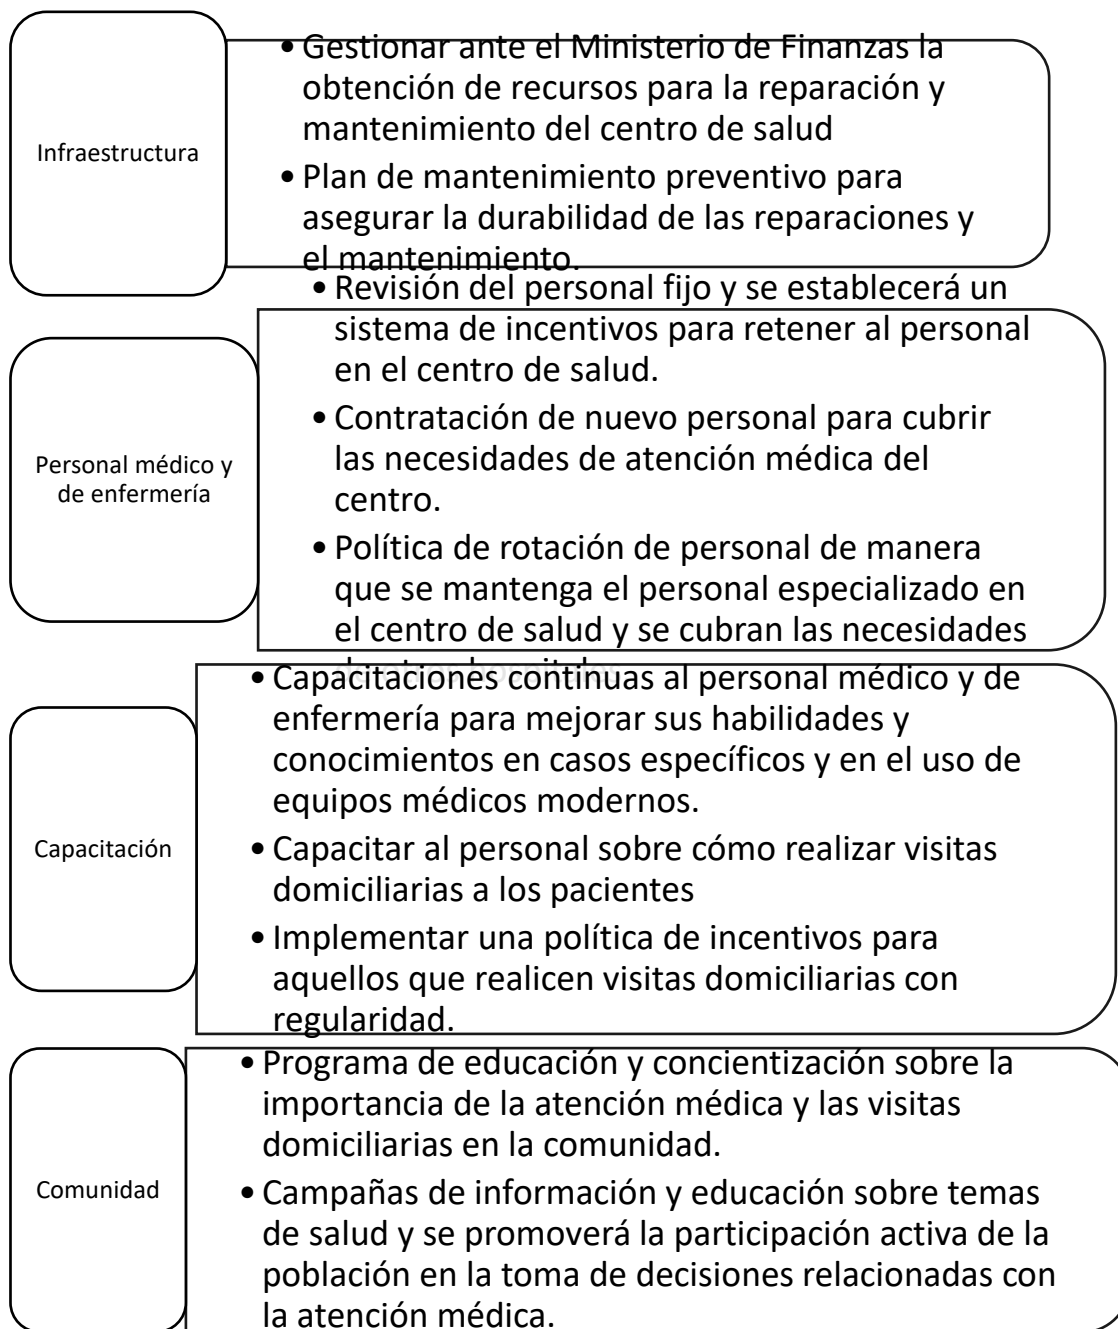 Infraestructura
• Gestionar ante el Ministerio de Finanzas la
obtención de recursos para la reparación y
mantenimiento del centro de salud
• Plan de mantenimiento preventivo para
asegurar la durabilidad de las reparaciones y
el mantenimiento.
Personal médico y
de enfermería
• Revisión del personal fijo y se establecerá un
sistema de incentivos para retener al personal
en el centro de salud.
• Contratación de nuevo personal para cubrir
las necesidades de atención médica del
centro.
• Política de rotación de personal de manera
que se mantenga el personal especializado en
el centro de salud y se cubran las necesidades
Capacitación
• Capacitaciones continuas al personal médico y de
enfermería para mejorar sus habilidades y
conocimientos en casos específicos y en el uso de
equipos médicos modernos.
• Capacitar al personal sobre cómo realizar visitas
domiciliarias a los pacientes
• Implementar una política de incentivos para
aquellos que realicen visitas domiciliarias con
regularidad.
Comunidad
• Programa de educación y concientización sobre la
importancia de la atención médica y las visitas
domiciliarias en la comunidad.
• Campañas de información y educación sobre temas
de salud y se promoverá la participación activa de la
población en la toma de decisiones relacionadas con
la atención médica.